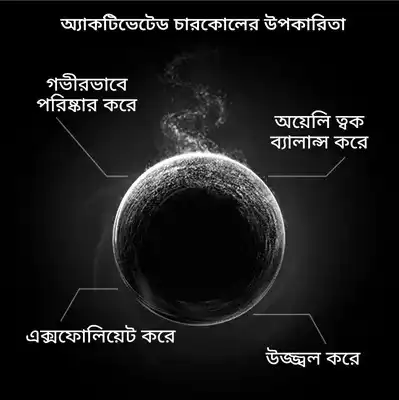 অ্যাকটিভেটেড চারকোলের উপকারিতা
গভীরভাবে
পরিষ্কার করে
অয়েলি ত্বক
ব্যালান্স করে
এক্সফোলিয়েট করে
উজ্জ্বল করে